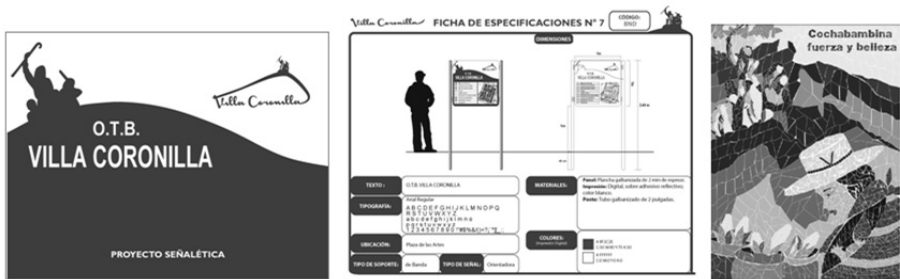 O.T.B.
VILLA CORONILLA
Villa Coronilla
PROYECTO SEÑALÉTICA
Villa Coronilla
FICHA DE ESPECIFICACIONES N° 7
CÓDIGO:
DIMENSIONES
O.T.B.
VILLA CORONILLA
TEXTO :
O.T.B. VILLA CORONILLA
TIPOGRAFÍA:
Arial Regular
ABCDEFGHIJKLMNOPQ
RSTUVWXYZ
abcdefghijklmno
pqrstuvwxyz
UBICACIÓN:
Plaza de las Artes
TIPO DE SOPORTE:
de Banda
TIPO DE SEÑAL:
Orientadora
MATERIALES:
Panel: Plancha galvanizada de 2 mm de espesor.
Impresión: Digital, sobre adhesivo reflectivo,
color blanco.
Poste: Tubo galvanizado de 2 pulgadas.
COLORES:
(Impresión Digital)
Cochabambina
fuerza y belleza